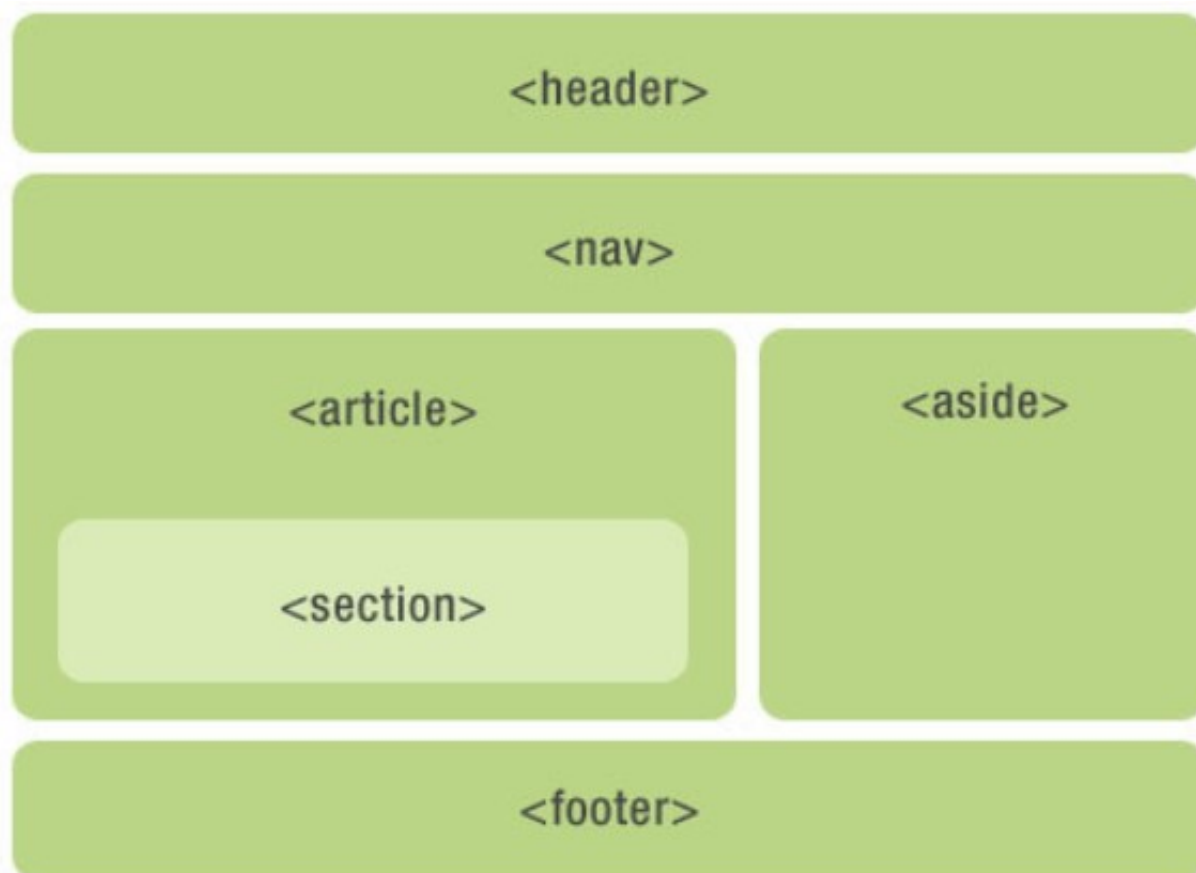 <header>
<nav>
<article>
<aside>
<section>
<footer>